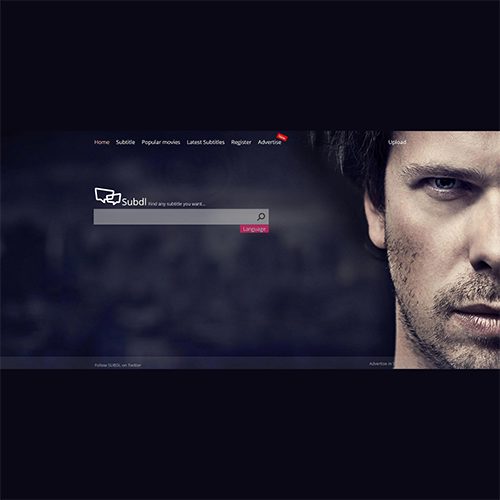 Home Subtitle Popular movies Latest Subtitles Register Advertise NEW Upload
Subdl Find any subtitle you want...
Language
Follow SUBDL on Twitter Advertise in